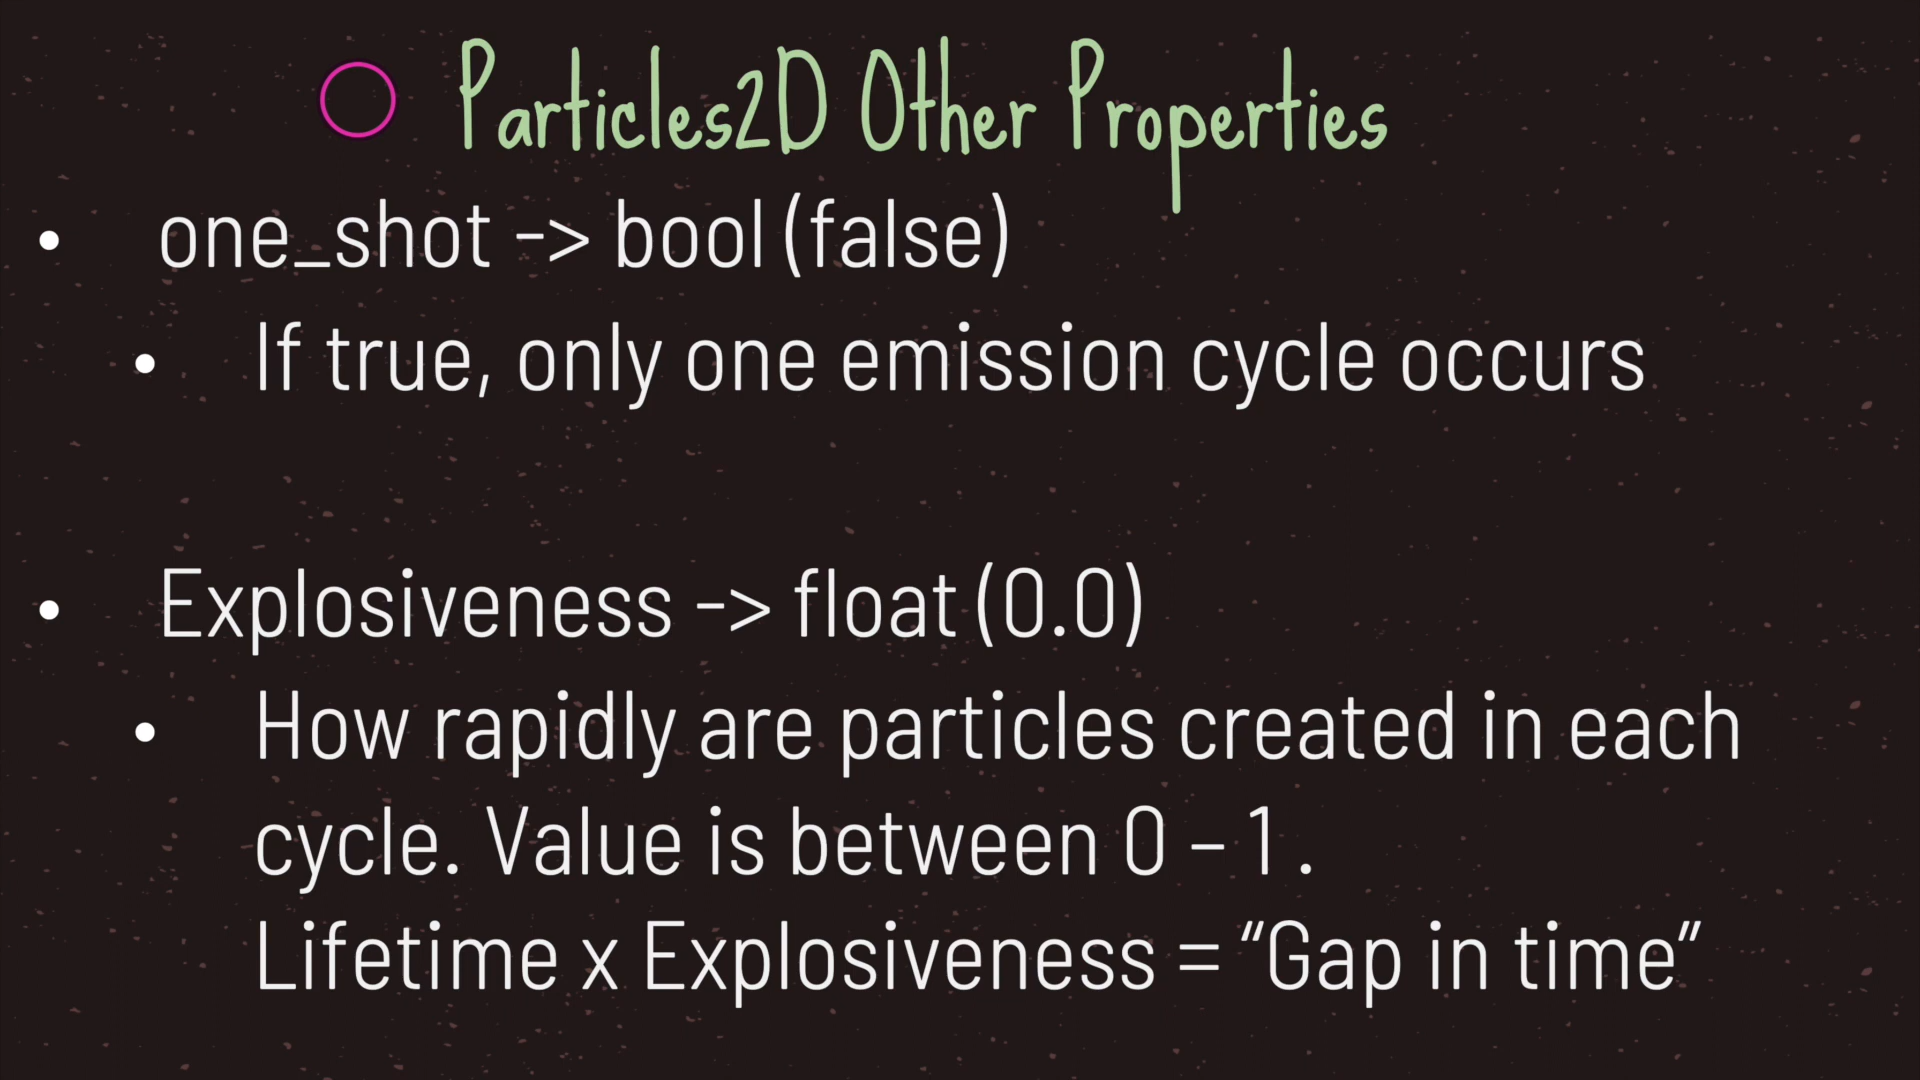 Particles2D Other Properties
• one_shot -> bool (false)
• If true, only one emission cycle occurs
• Explosiveness -> float (0.0)
• How rapidly are particles created in each
cycle. Value is between 0 – 1 .
Lifetime x Explosiveness = “Gap in time”